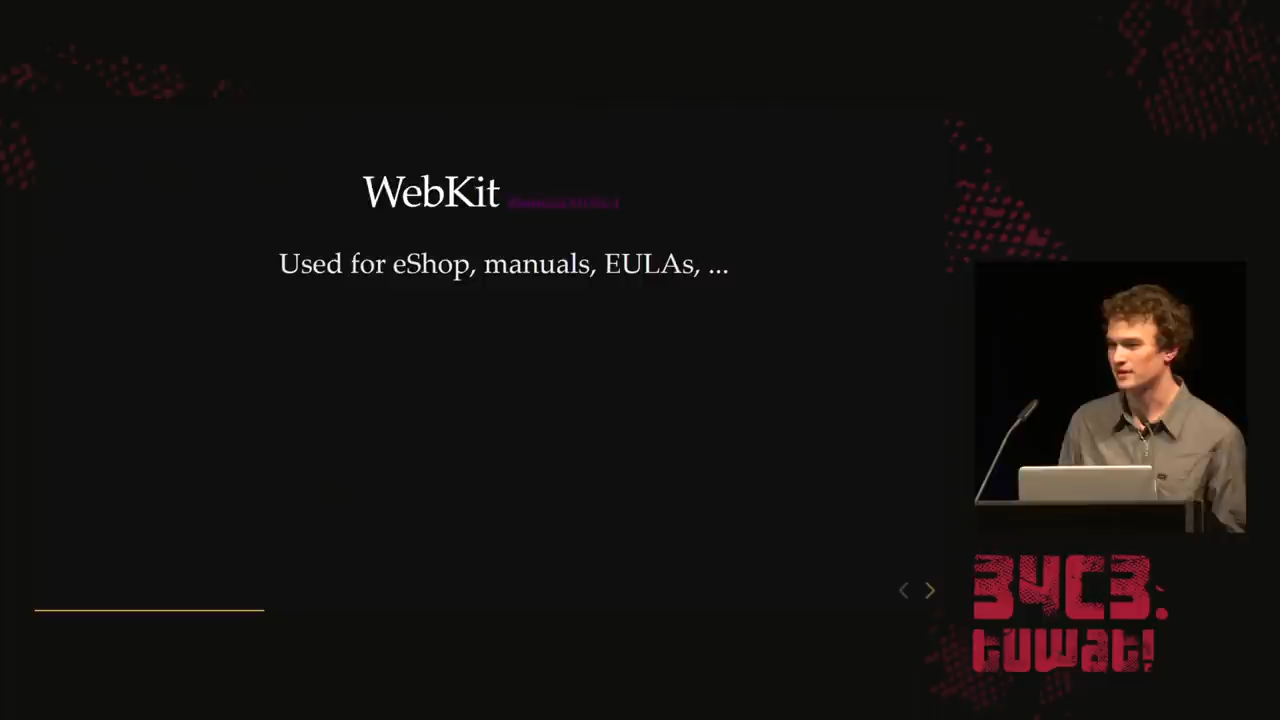 WebKit
Used for eShop, manuals, EULAs, ...
34C3.
tuwat!